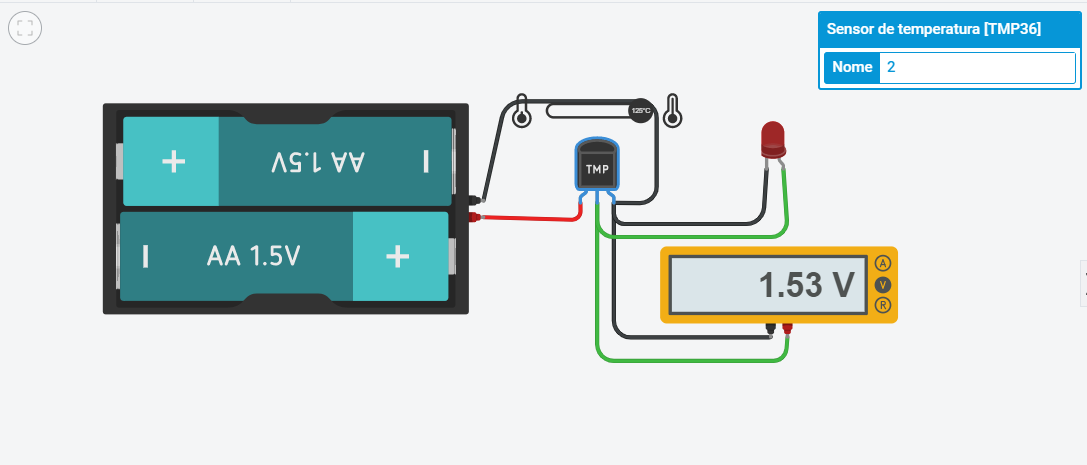 Sensor de temperatura [TMP36]
Nome 2
125°C
AA 1.5V
+
TMP
AA 1.5V
+
1.53 V
A
V
R